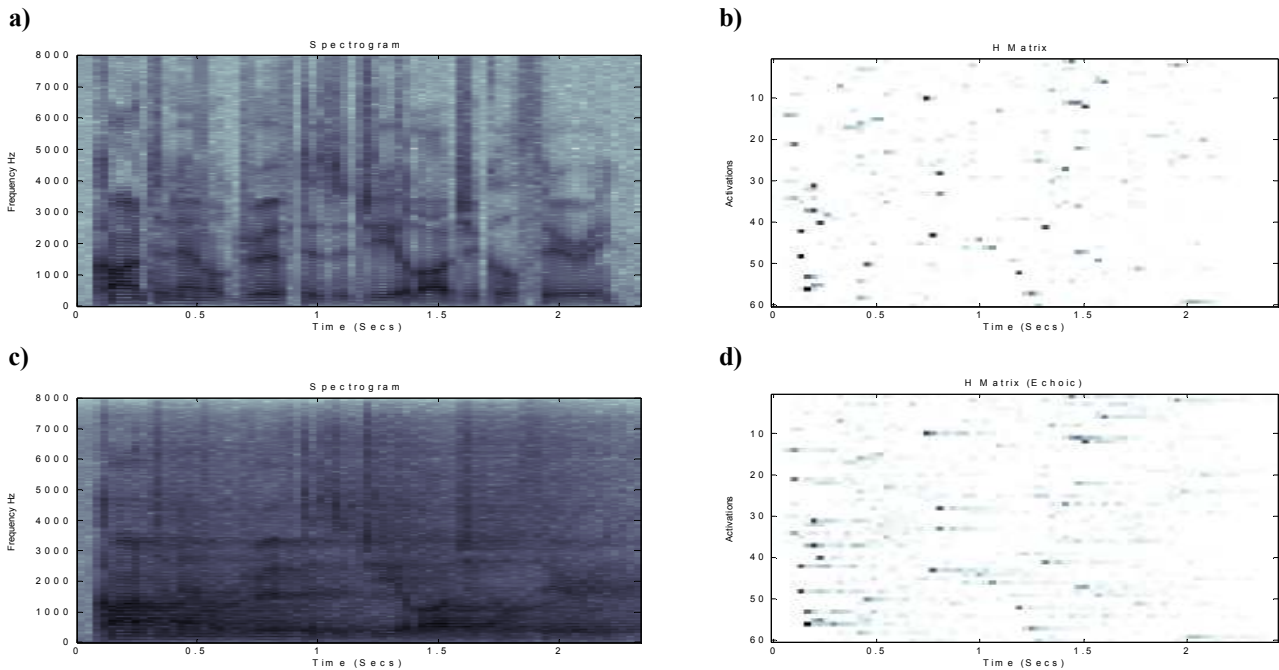 a)
Spectrogram
8000
7000
6000
5000
4000
3000
2000
1000
0
Frequency Hz
0 0.5 1 1.5 2
Time (Secs)
b)
H Matrix
10
20
30
40
50
60
Activations
0 0.5 1 1.5 2
Time (Secs)
c)
Spectrogram
8000
7000
6000
5000
4000
3000
2000
1000
0
Frequency Hz
0 0.5 1 1.5 2
Time (Secs)
d)
H Matrix (Echoic)
10
20
30
40
50
60
Activations
0 0.5 1 1.5 2
Time (Secs)